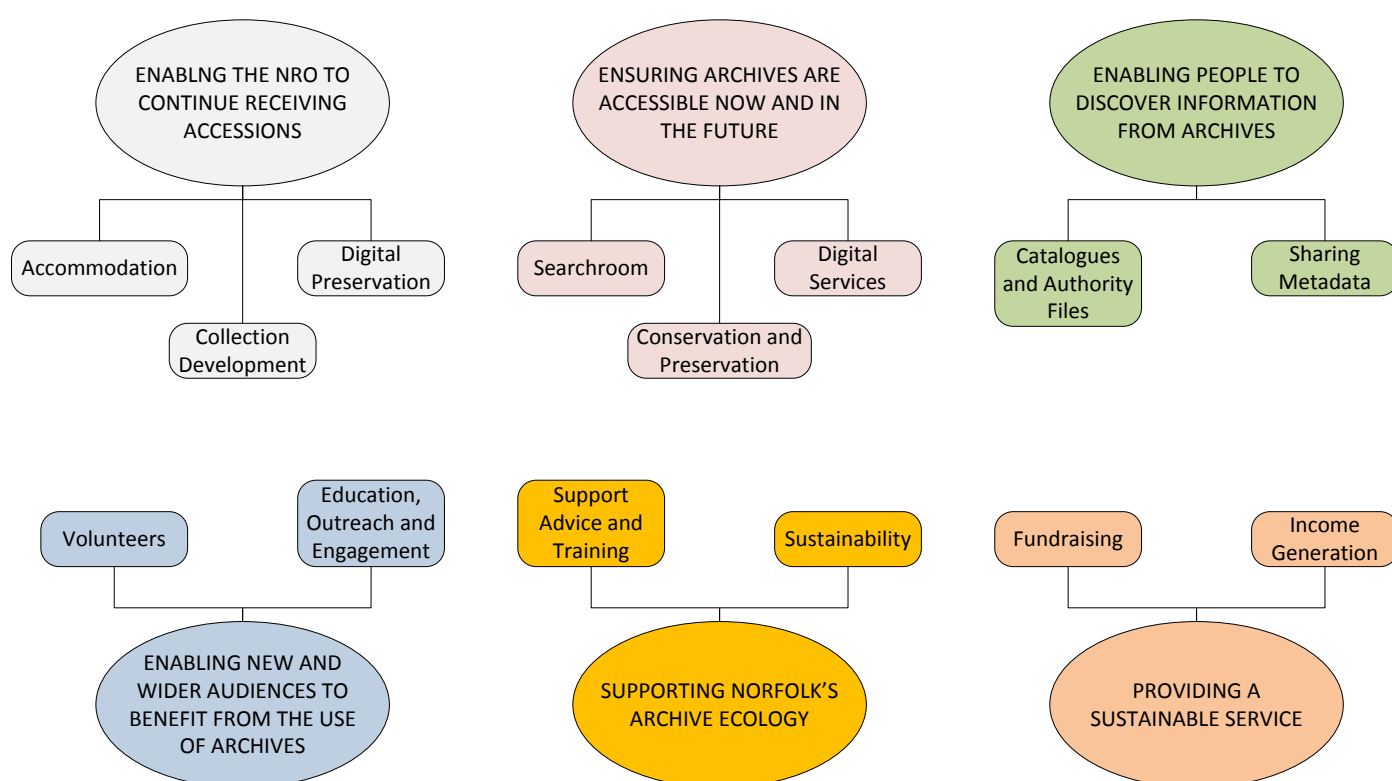 ENABLNG THE NRO TO
CONTINUE RECEIVING
ACCESSIONS
Accommodation
Digital
Preservation
Collection
Development
ENSURING ARCHIVES ARE
ACCESSIBLE NOW AND IN
THE FUTURE
Searchroom
Digital
Services
Conservation and
Preservation
ENABLING PEOPLE TO
DISCOVER INFORMATION
FROM ARCHIVES
Catalogues
and Authority
Files
Sharing
Metadata
Volunteers
Education,
Outreach and
Engagement
ENABLING NEW AND
WIDER AUDIENCES TO
BENEFIT FROM THE USE
OF ARCHIVES
Support
Advice and
Training
Sustainability
SUPPORTING NORFOLK’S
ARCHIVE ECOLOGY
Fundraising
Income
Generation
PROVIDING A
SUSTAINABLE SERVICE